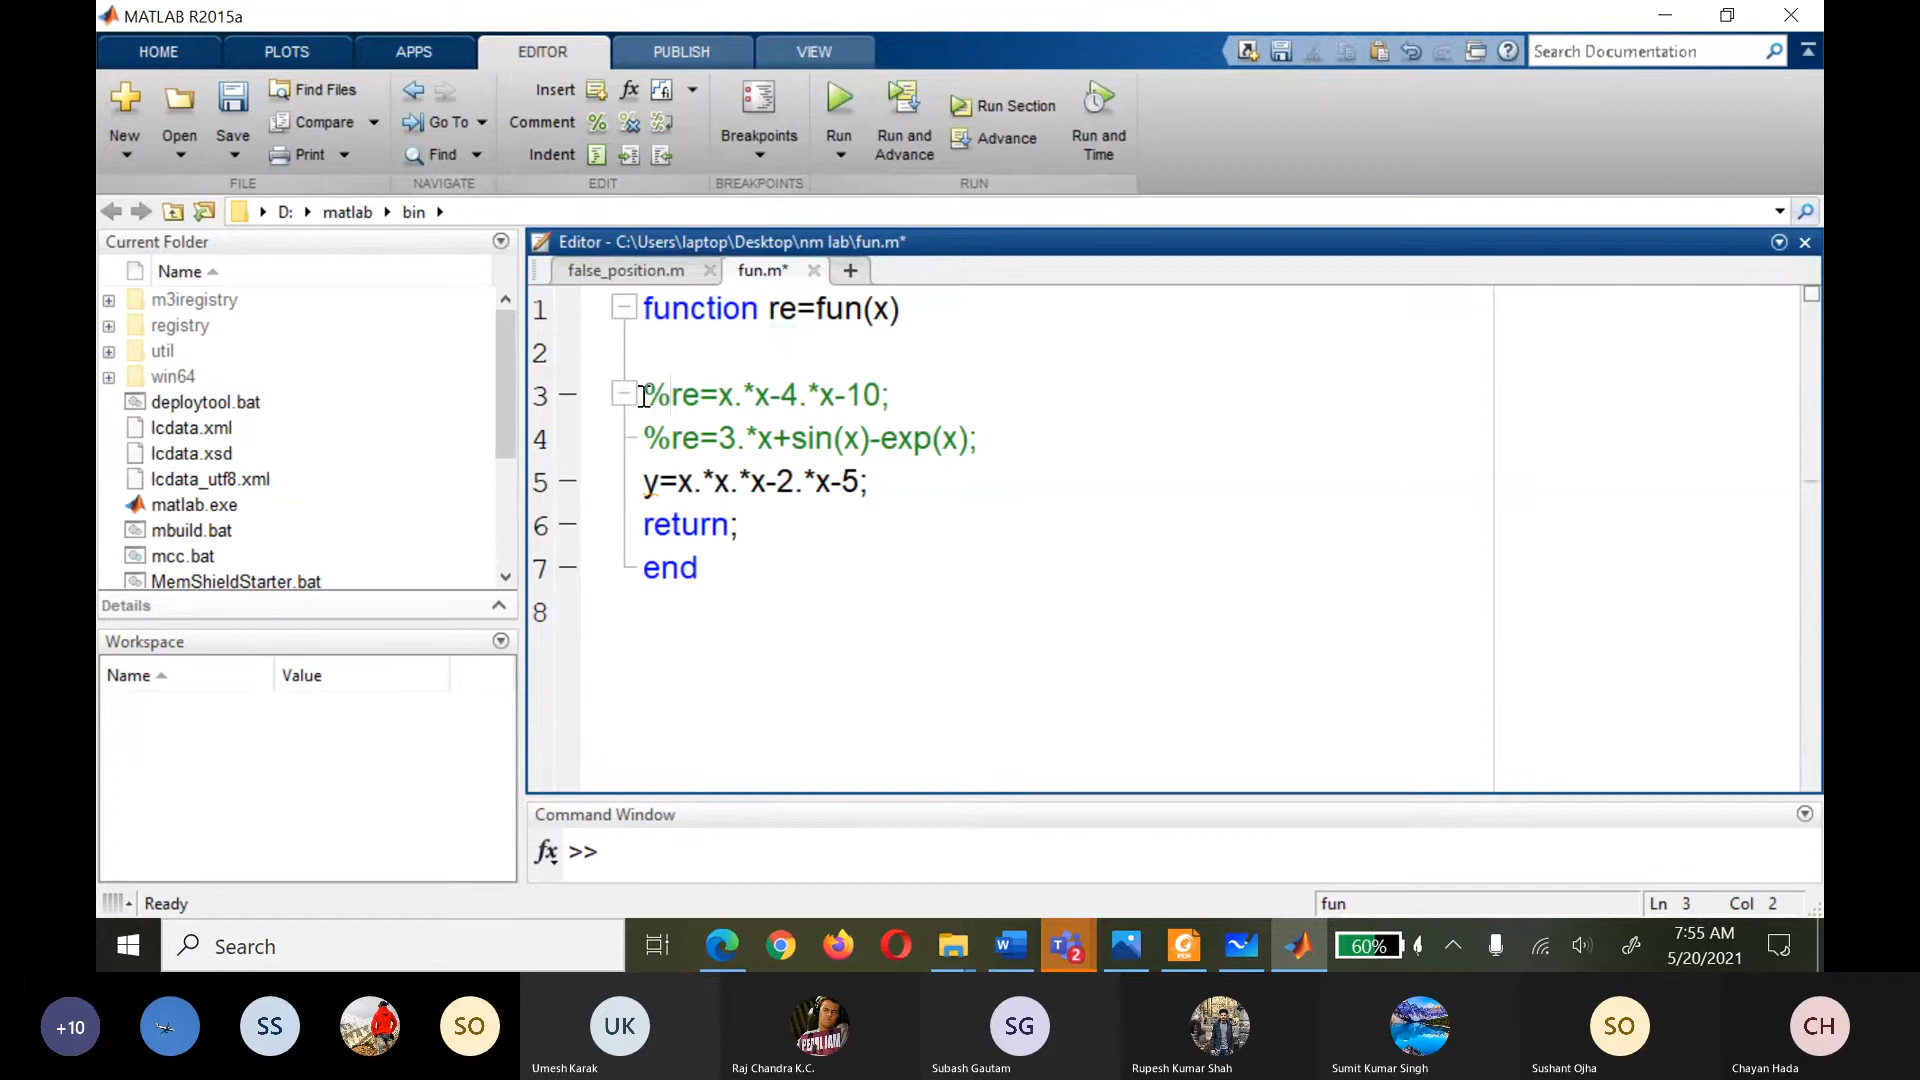 MATLAB R2015a
HOME PLOTS APPS EDITOR PUBLISH VIEW Search Documentation
Find Files Insert fx
Compare Go To Comment Run Section
New Open Save Breakpoints Run Run and Advance Advance Run and Time
Print Find Indent
FILE NAVIGATE EDIT BREAKPOINTS RUN
D: matlab bin
Current Folder
Name
m3iregistry
registry
util
win64
deploytool.bat
lcdata.xml
lcdata.xsd
lcdata_utf8.xml
matlab.exe
mbuild.bat
mcc.bat
MemShieldStarter.bat
Details
Workspace
Name Value
Editor - C:\Users\laptop\Desktop\nm lab\fun.m*
false_position.m fun.m*
1 function re=fun(x)
2
3 %re=x.*x-4.*x-10;
4 %re=3.*x+sin(x)-exp(x);
5 y=x.*x.*x-2.*x-5;
6 return;
7 end
8
Command Window
fx >>
Ready fun Ln 3 Col 2
Search 2 60% 7:55 AM
5/20/2021
+10 SS SO UK SG SO CH
Umesh Karak Raj Chandra K.C. Subash Gautam Rupesh Kumar Shah Sumit Kumar Singh Sushant Ojha Chayan Hada